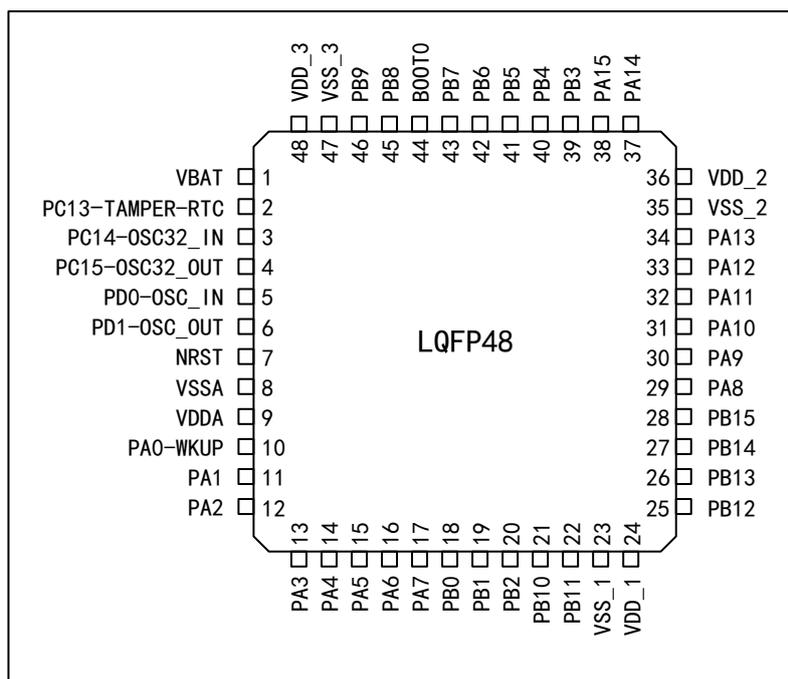 VDD_3
VSS_3
PB9
PB8
BOOT0
PB7
PB6
PB5
PB4
PB3
PA15
PA14
48
47
46
45
44
43
42
41
40
39
38
37
VBAT 1
PC13-TAMPER-RTC 2
PC14-OSC32_IN 3
PC15-OSC32_OUT 4
PD0-OSC_IN 5
PD1-OSC_OUT 6
NRST 7
VSSA 8
VDDA 9
PA0-WKUP 10
PA1 11
PA2 12
LQFP48
36 VDD_2
35 VSS_2
34 PA13
33 PA12
32 PA11
31 PA10
30 PA9
29 PA8
28 PB15
27 PB14
26 PB13
25 PB12
13
14
15
16
17
18
19
20
21
22
23
24
PA3
PA4
PA5
PA6
PA7
PB0
PB1
PB2
PB10
PB11
VSS_1
VDD_1